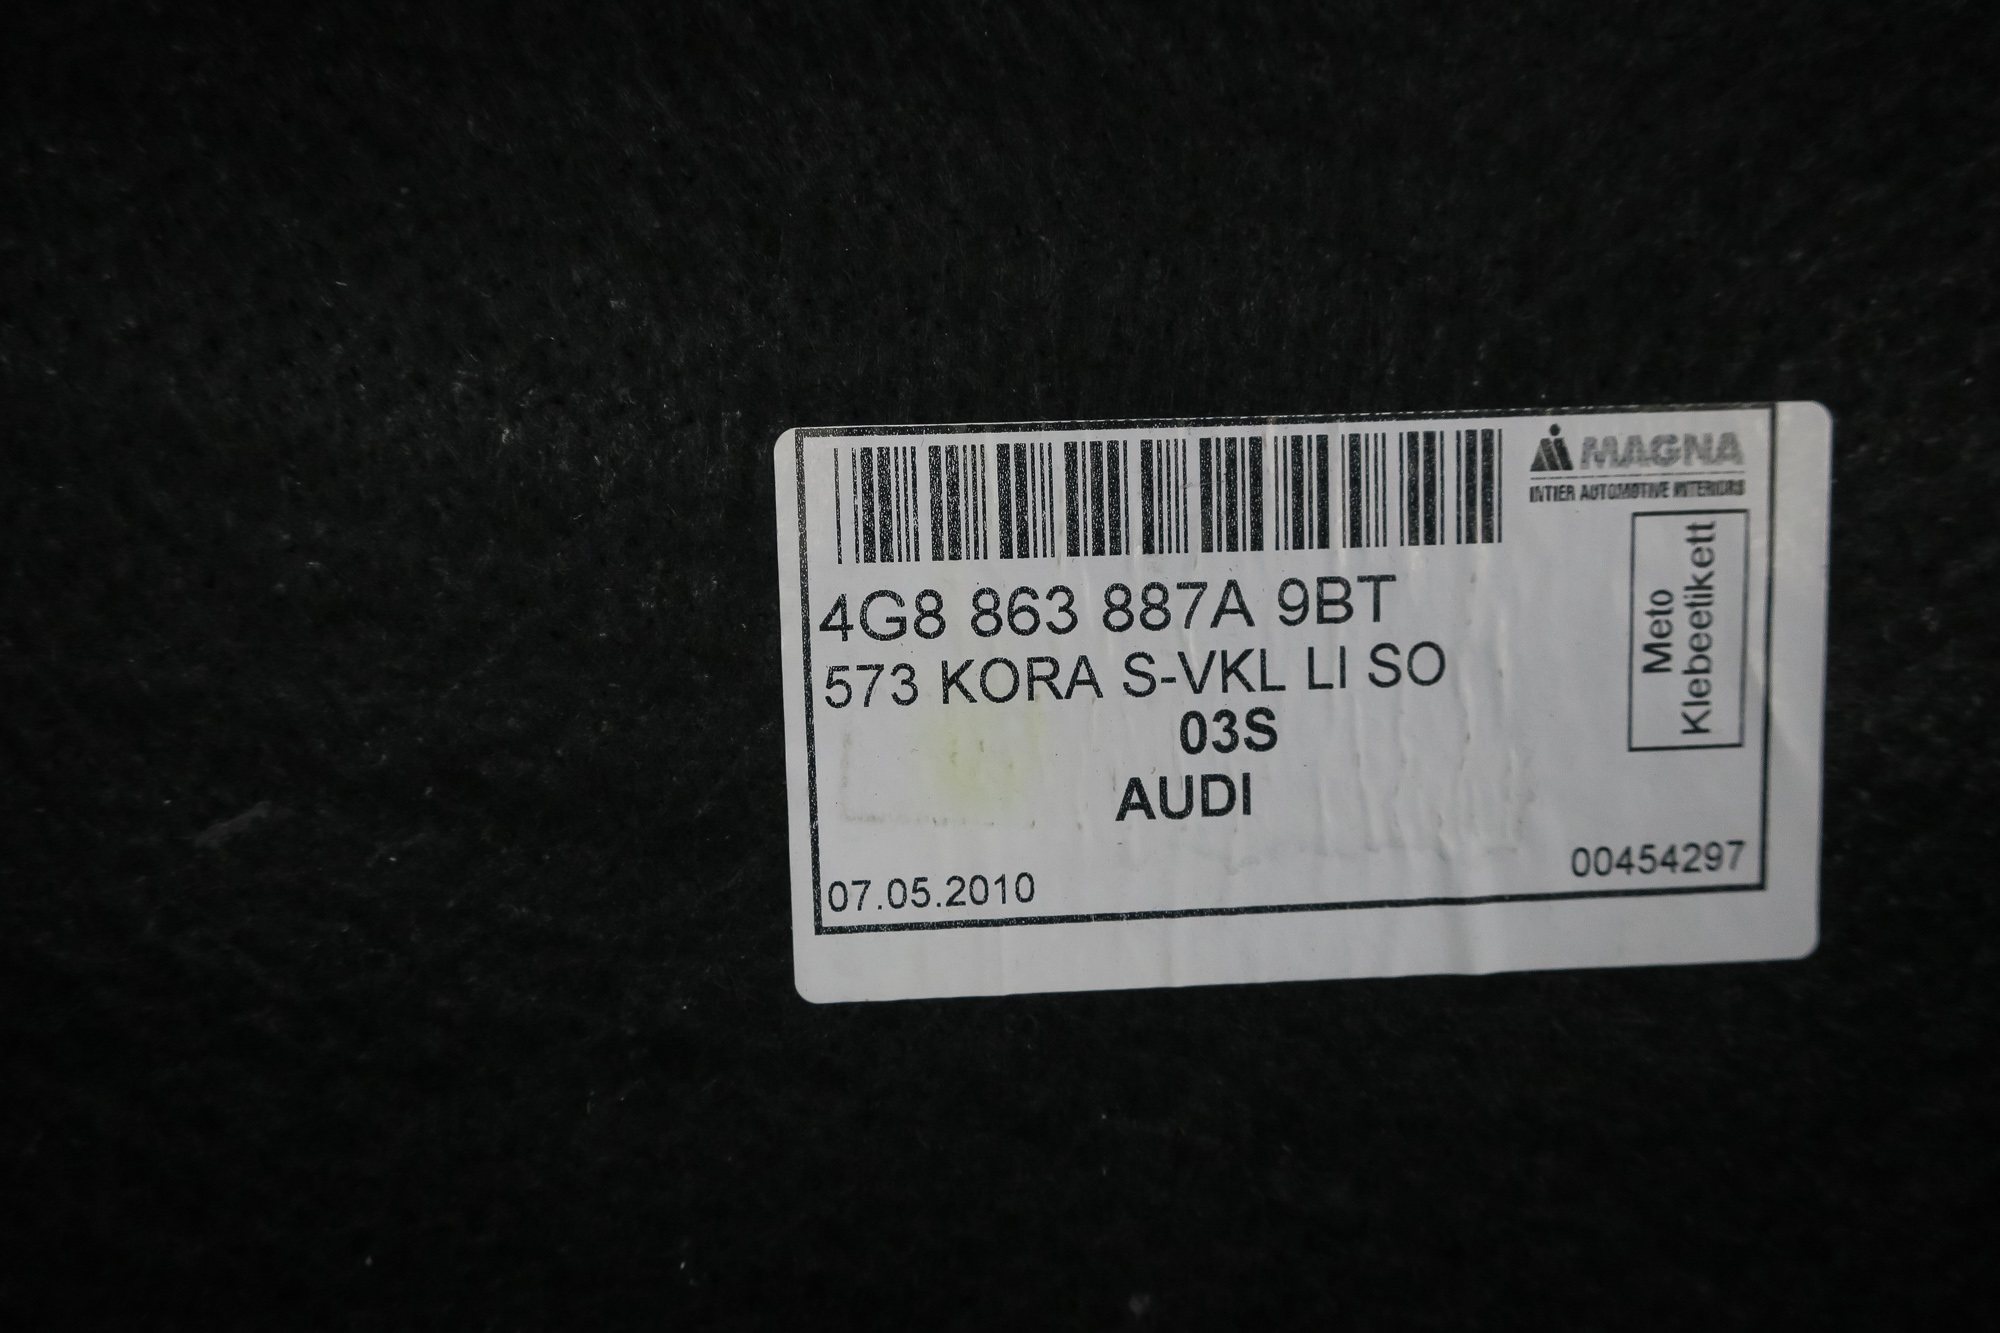 MAGNA
INTIER AUTOMOTIVE INTERIORS
4G8 863 887A 9BT
573 KORA S-VKL LI SO
03S
AUDI
Meto
Klebeetikett
07.05.2010
00454297